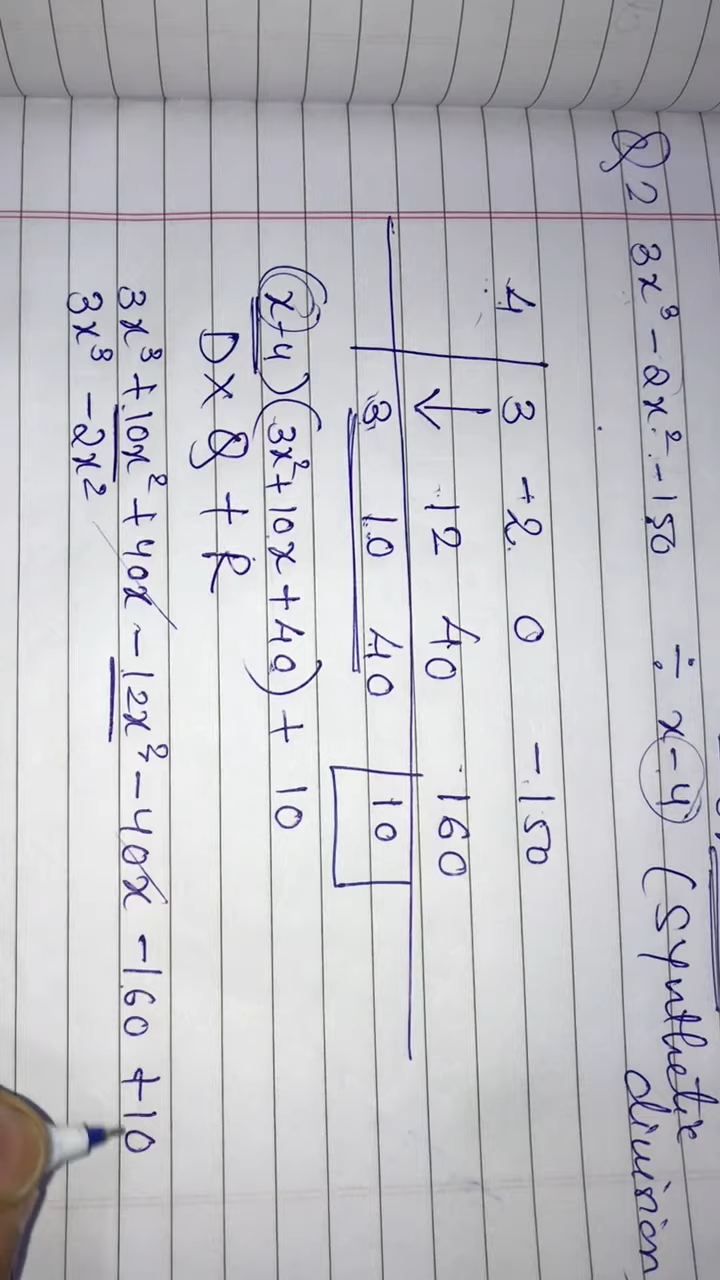 Q2 3x³ - 2x² - 150 ÷ x - 4 (Synthetic division
4 3 -2 0 -150
↓ 12 40 160
3 10 40 10
(x-4)(3x²+10x+40) + 10
D x Q + R
3x³ + 10x² + 40x - 12x² - 40x - 160 + 10
3x³ - 2x²